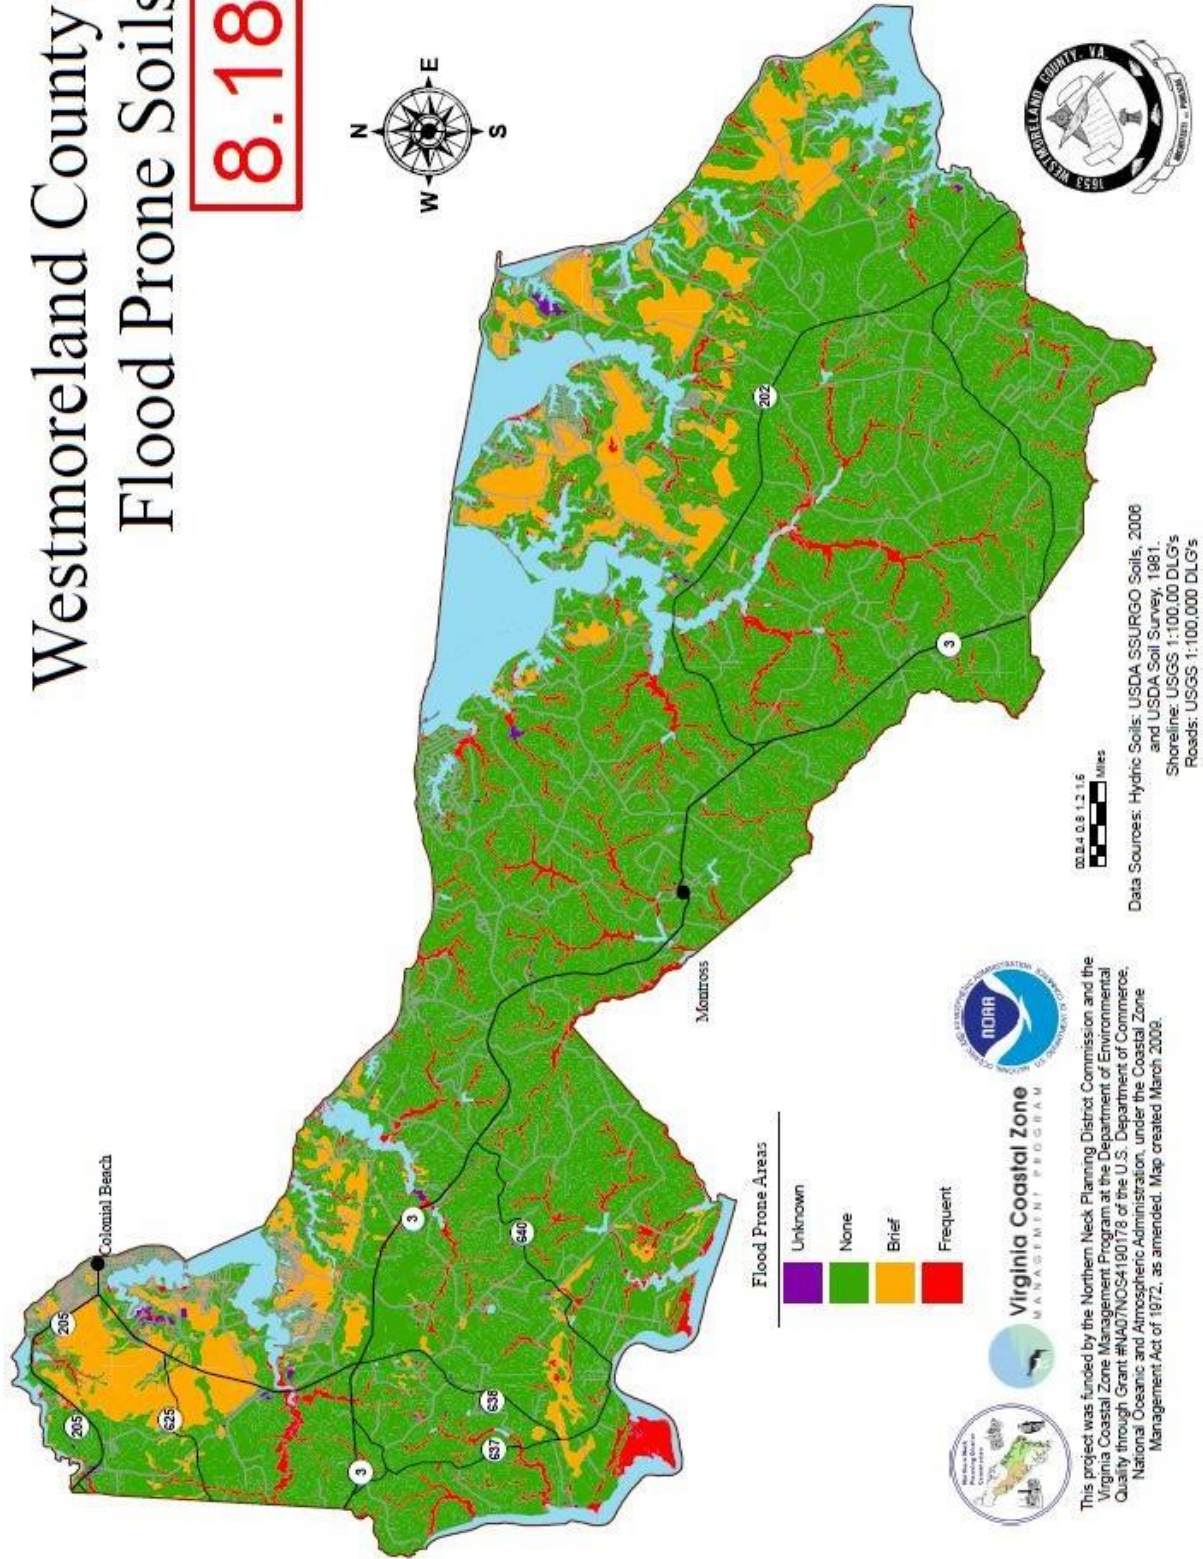 Westmoreland County
Flood Prone Soils
8.18
N
W
E
S
1653 WESTMORELAND COUNTY, VA.
Colonial Beach
205
205
625
3
3
640
638
637
Montross
202
3
Flood Prone Areas
Unknown
None
Brief
Frequent
Miles
Data Sources: Hydric Soils: USDA SSURGO Soils, 2006
and USDA Soil Survey, 1981.
Shoreline: USGS 1:100,00 DLG's
Roads: USGS 1:100,000 DLG's
NOAA
Virginia Coastal Zone
MANAGEMENT PROGRAM
This project was funded by the Northern Neck Planning District Commission and the
Virginia Coastal Zone Management Program at the Department of Environmental
Quality through Grant #NA07NOS4190178 of the U.S. Department of Commerce,
National Oceanic and Atmospheric Administration, under the Coastal Zone
Management Act of 1972, as amended. Map created March 2009.